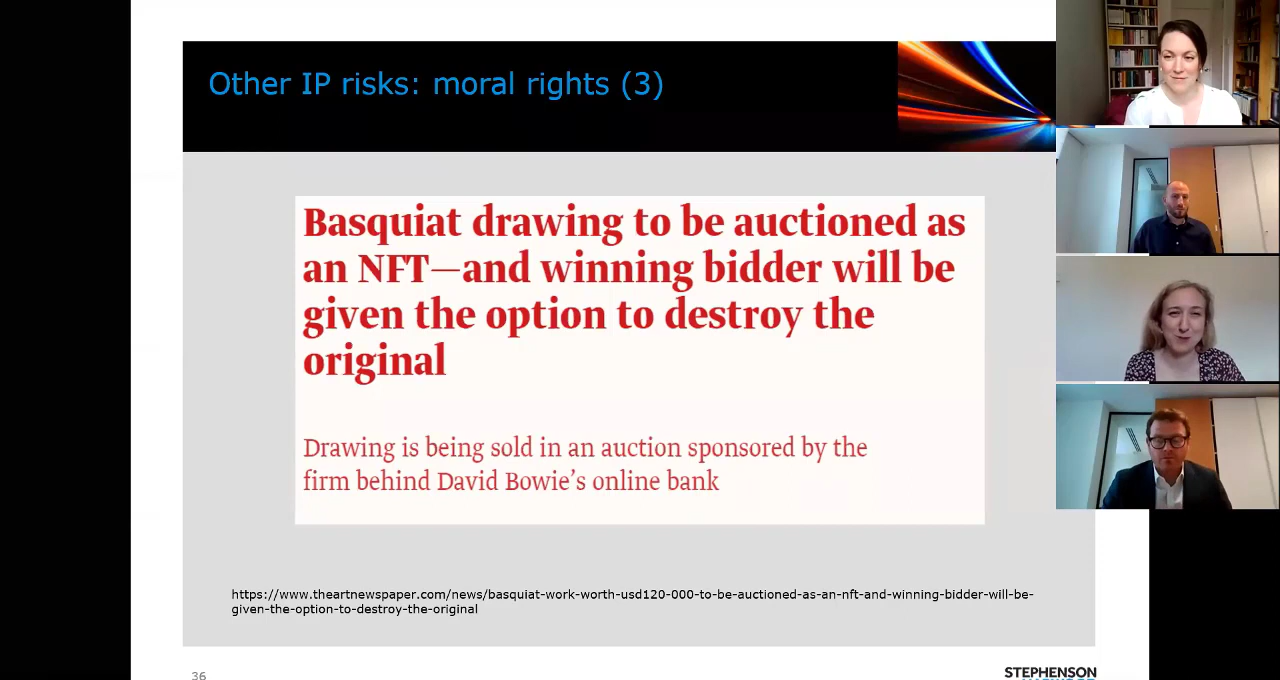 Other IP risks: moral rights (3)
Basquiat drawing to be auctioned as
an NFT—and winning bidder will be
given the option to destroy the
original
Drawing is being sold in an auction sponsored by the
firm behind David Bowie’s online bank
https://www.theartnewspaper.com/news/basquiat-work-worth-usd120-000-to-be-auctioned-as-an-nft-and-winning-bidder-will-be-
given-the-option-to-destroy-the-original
36
STEPHENSON